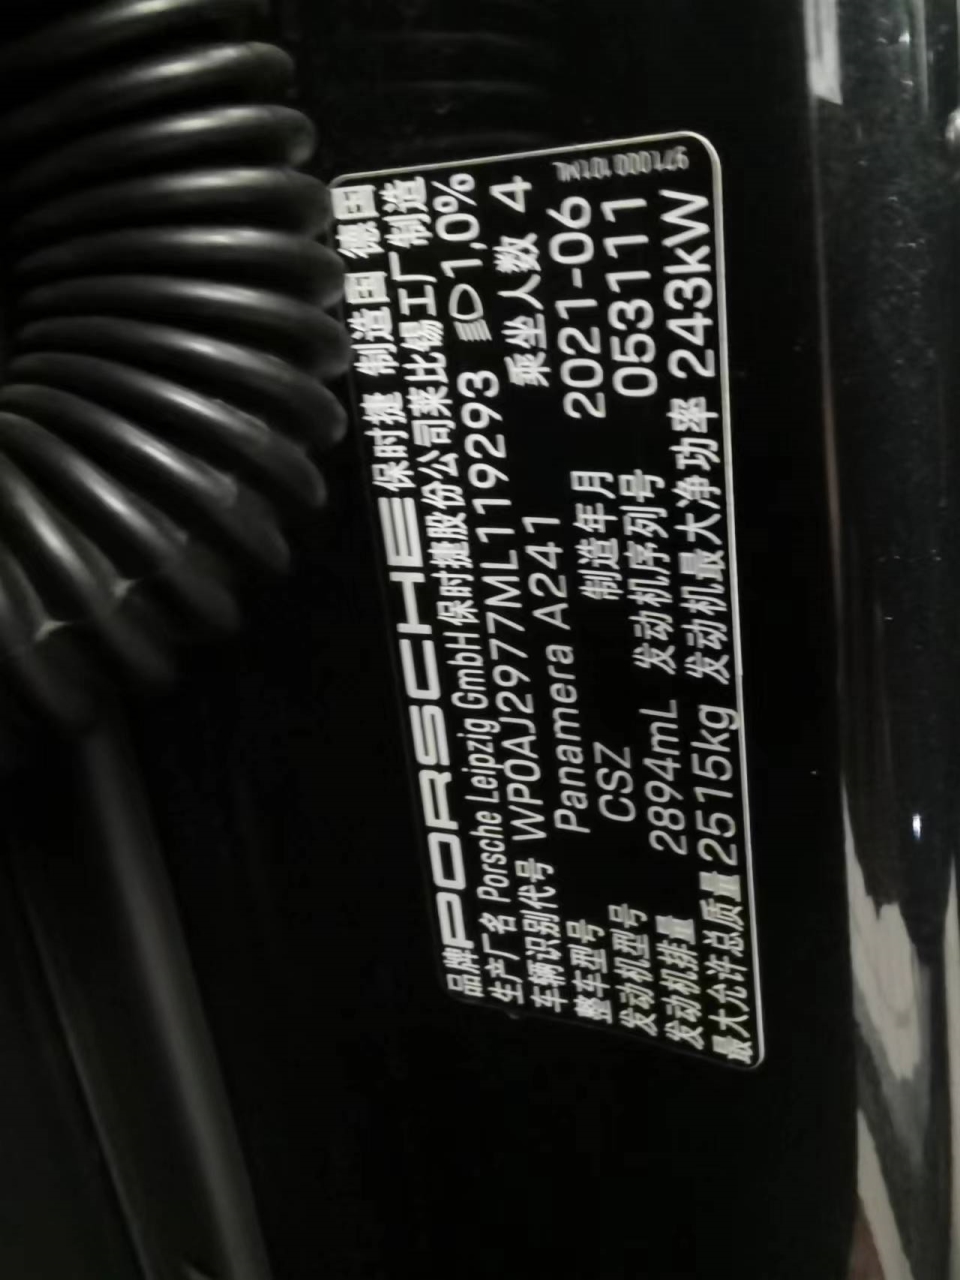 品牌 PORSCHE 保时捷 制造国 德国
生产厂名 Porsche Leipzig GmbH 保时捷股份公司莱比锡工厂制造
车辆识别代号 WP0AJ2977ML119293 1,0%
整车型号 Panamera A241 乘坐人数 4
发动机型号 CSZ 制造年月 2021-06
发动机排量 2894mL 发动机序列号 053111
最大允许总质量 2515kg 发动机最大净功率 243kW
971.000.101.ML